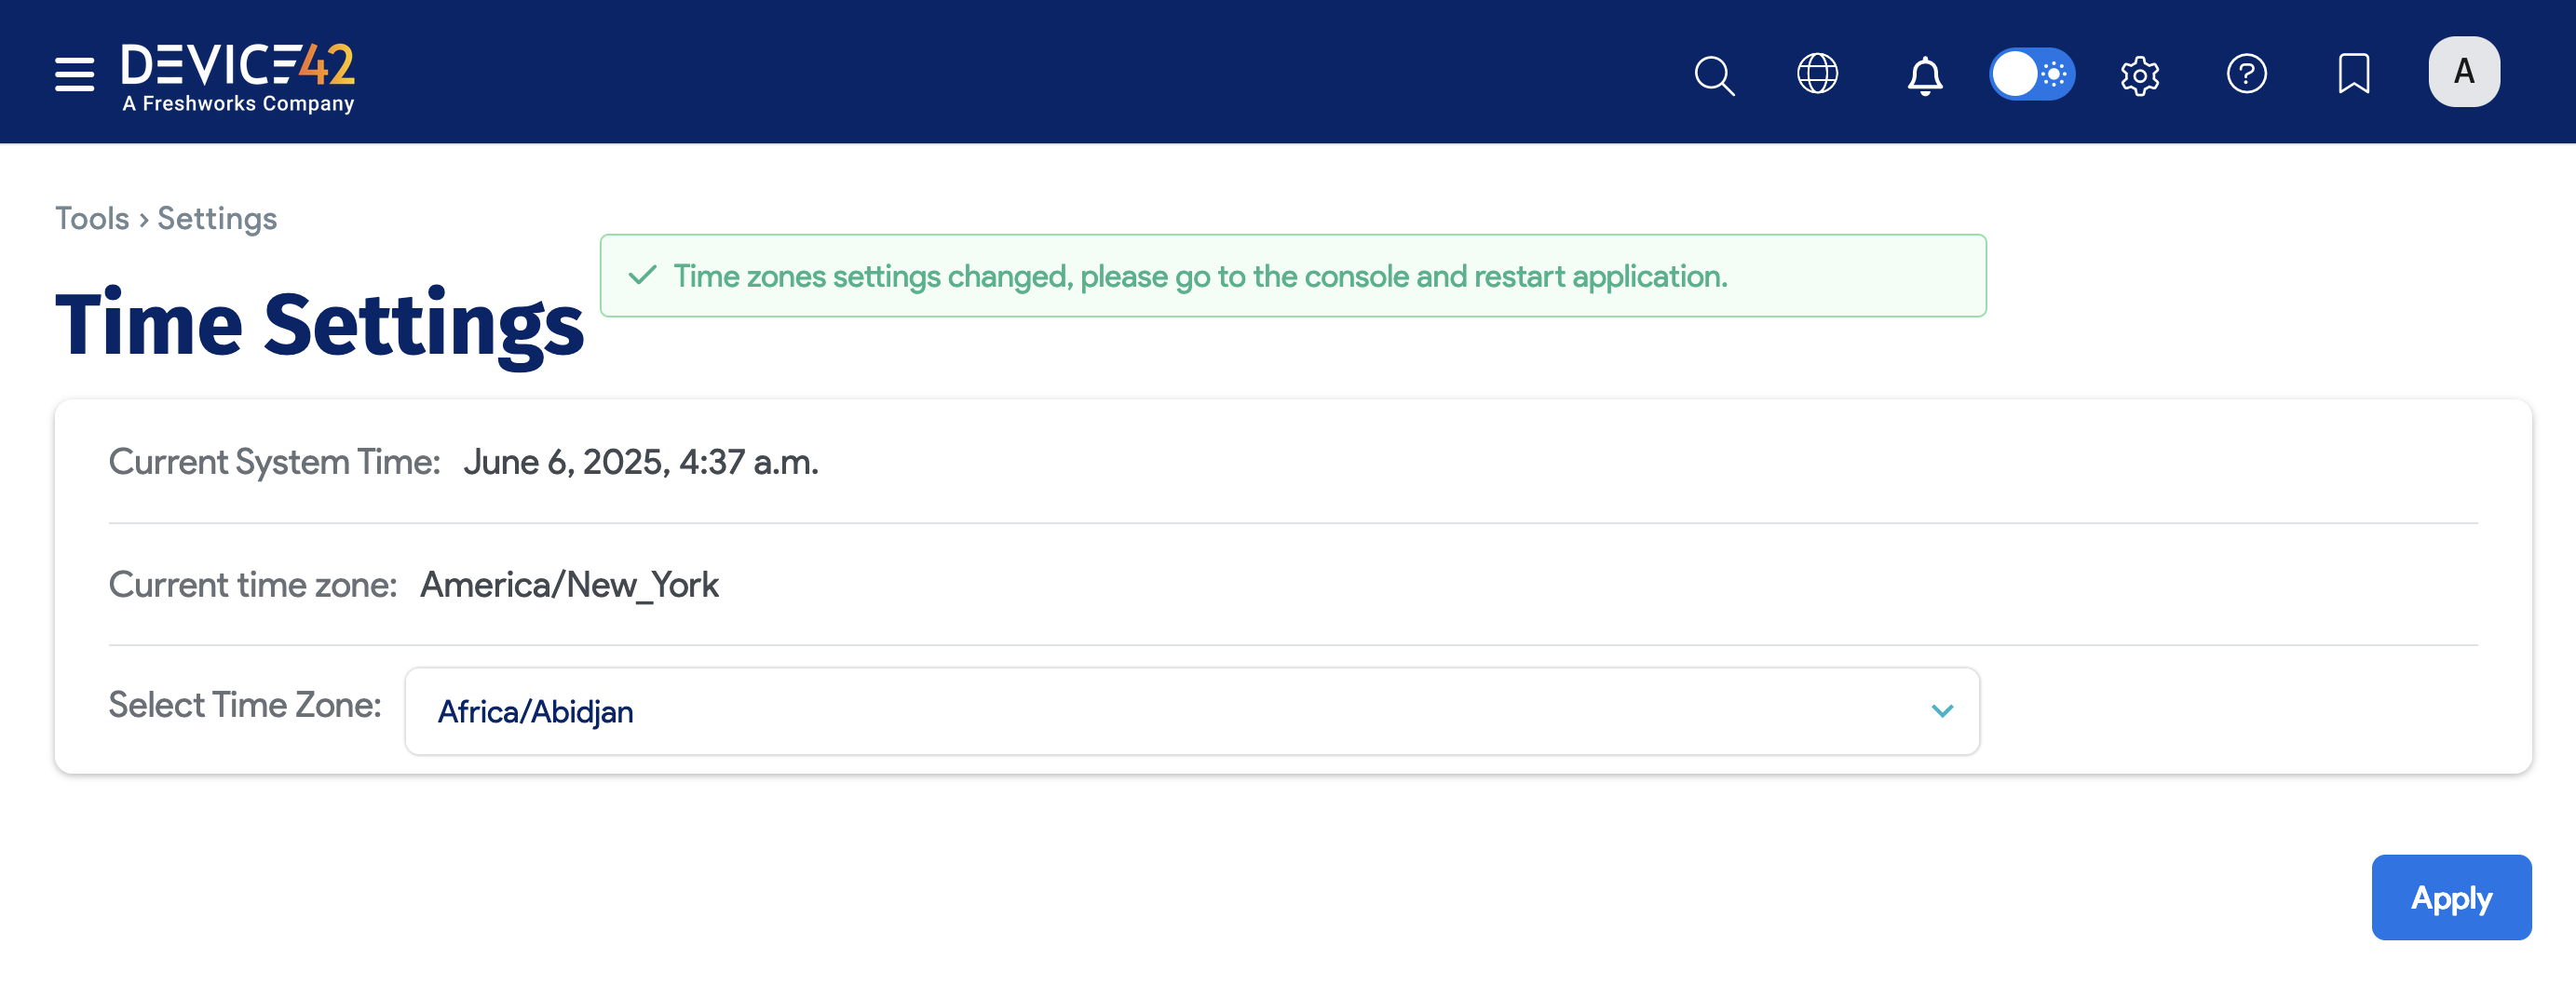 DEVICE42
A Freshworks Company
A
Tools › Settings
Time zones settings changed, please go to the console and restart application.
Time Settings
Current System Time: June 6, 2025, 4:37 a.m.
Current time zone: America/New_York
Select Time Zone: Africa/Abidjan
Apply